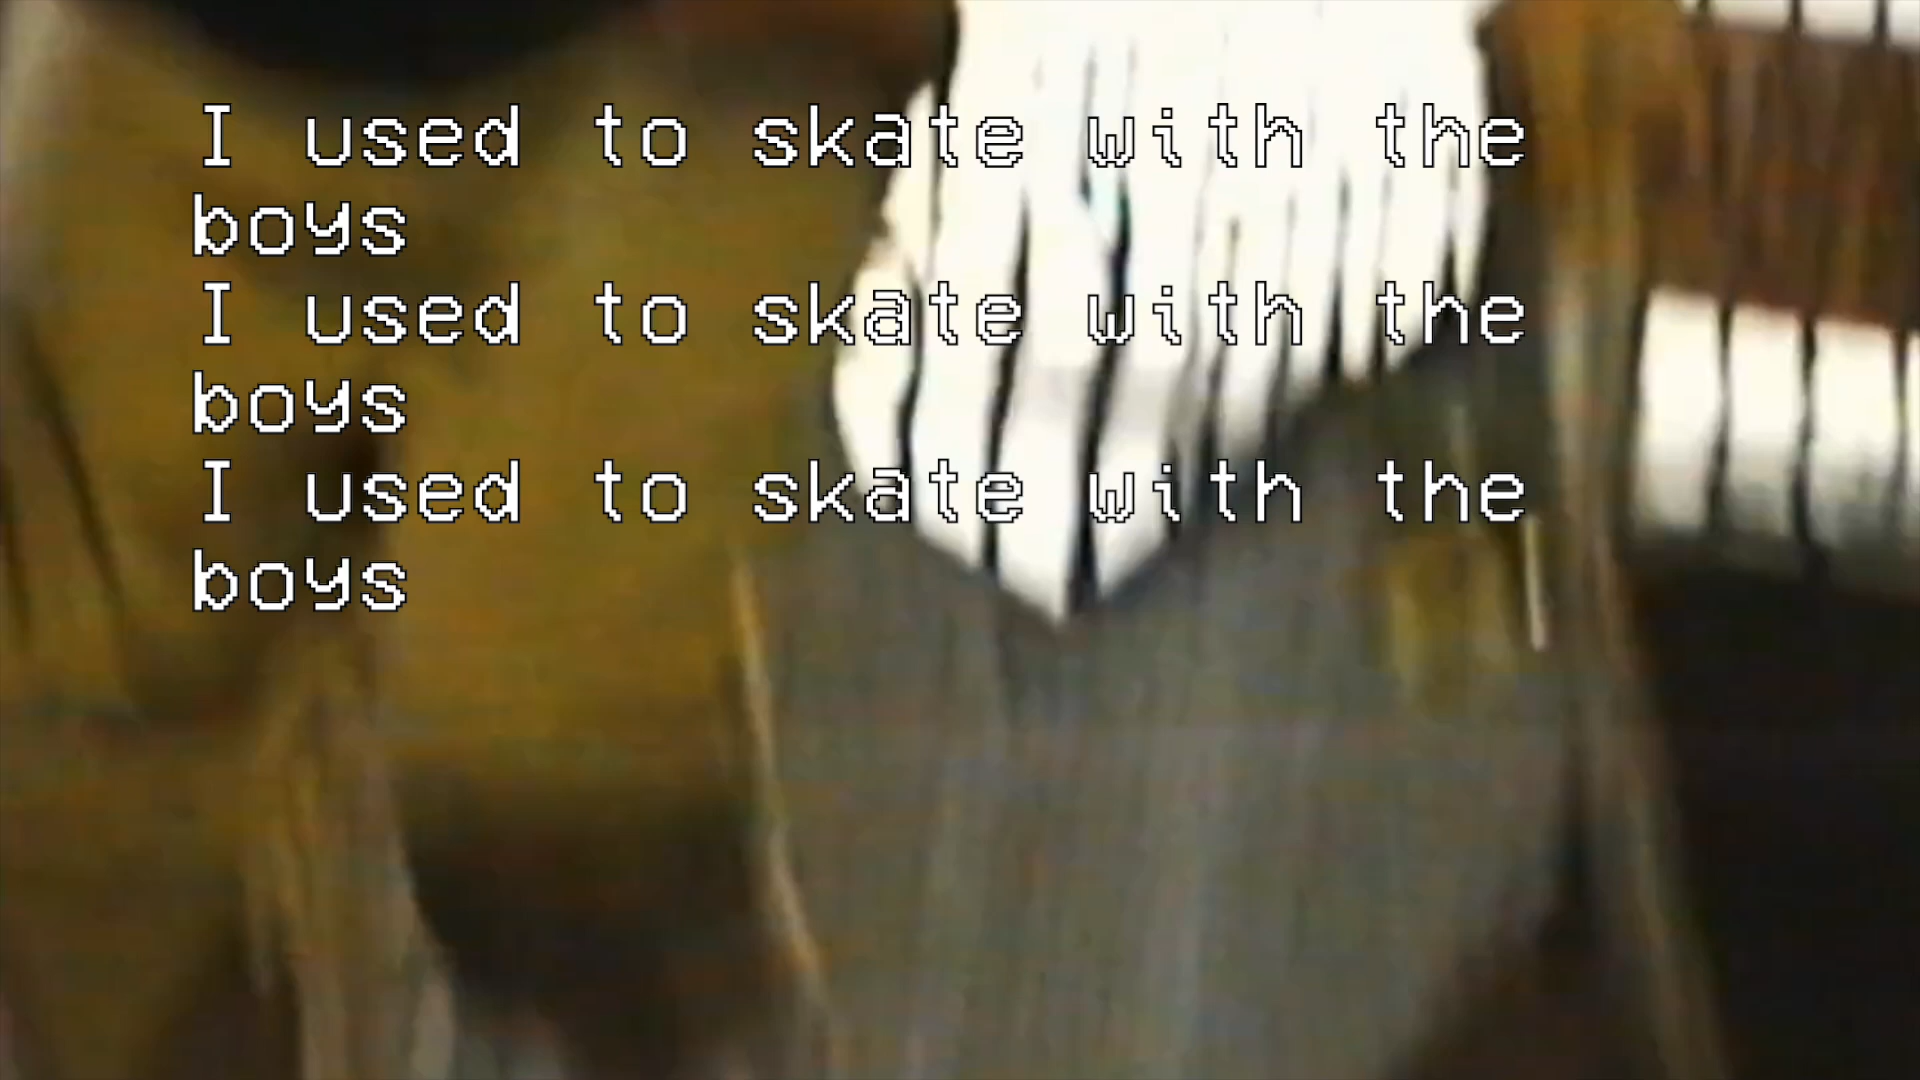 I used to skate with the
boys
I used to skate with the
boys
I used to skate with the
boys